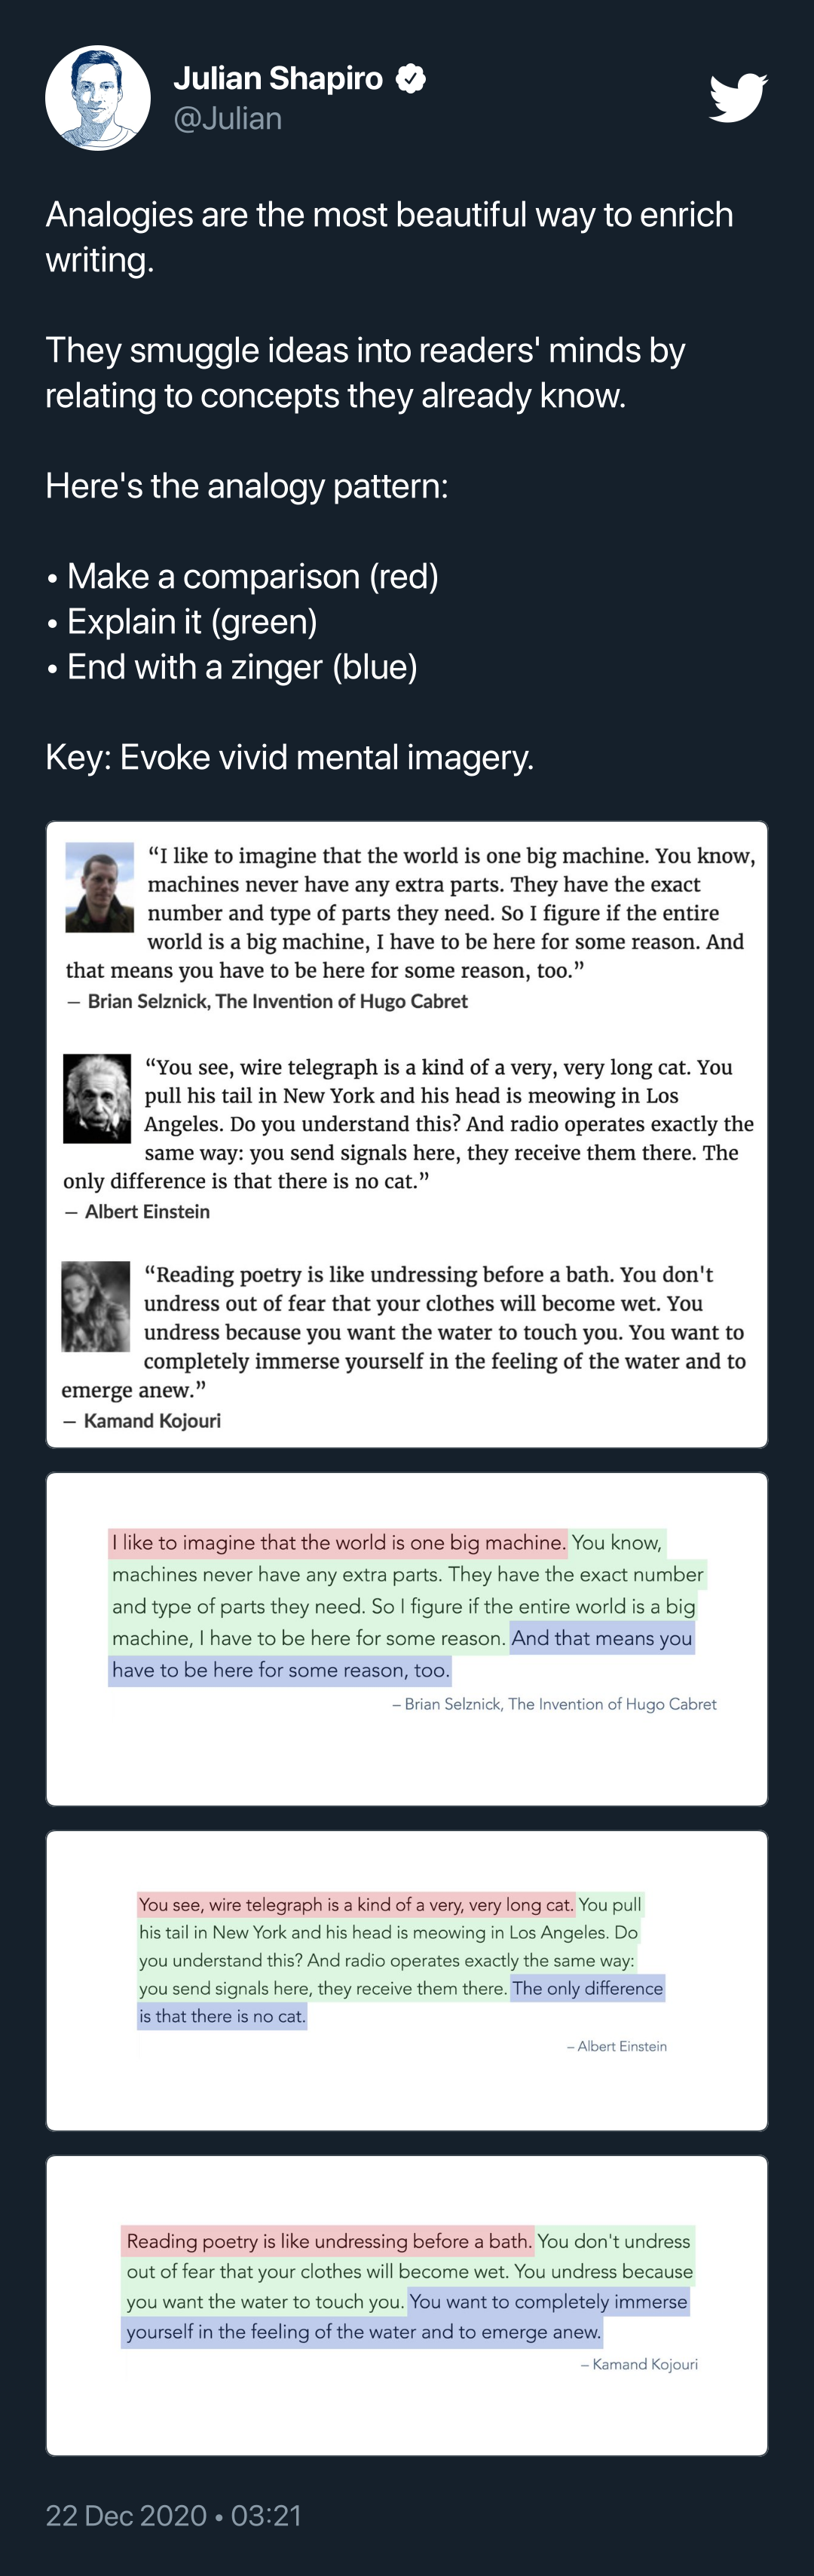 Julian Shapiro
@Julian
Analogies are the most beautiful way to enrich
writing.
They smuggle ideas into readers' minds by
relating to concepts they already know.
Here's the analogy pattern:
• Make a comparison (red)
• Explain it (green)
• End with a zinger (blue)
Key: Evoke vivid mental imagery.
“I like to imagine that the world is one big machine. You know,
machines never have any extra parts. They have the exact
number and type of parts they need. So I figure if the entire
world is a big machine, I have to be here for some reason. And
that means you have to be here for some reason, too.”
— Brian Selznick, The Invention of Hugo Cabret
“You see, wire telegraph is a kind of a very, very long cat. You
pull his tail in New York and his head is meowing in Los
Angeles. Do you understand this? And radio operates exactly the
same way: you send signals here, they receive them there. The
only difference is that there is no cat.”
— Albert Einstein
“Reading poetry is like undressing before a bath. You don't
undress out of fear that your clothes will become wet. You
undress because you want the water to touch you. You want to
completely immerse yourself in the feeling of the water and to
emerge anew.”
— Kamand Kojouri
I like to imagine that the world is one big machine. You know,
machines never have any extra parts. They have the exact number
and type of parts they need. So I figure if the entire world is a big
machine, I have to be here for some reason. And that means you
have to be here for some reason, too.
– Brian Selznick, The Invention of Hugo Cabret
You see, wire telegraph is a kind of a very, very long cat. You pull
his tail in New York and his head is meowing in Los Angeles. Do
you understand this? And radio operates exactly the same way:
you send signals here, they receive them there. The only difference
is that there is no cat.
– Albert Einstein
Reading poetry is like undressing before a bath. You don't undress
out of fear that your clothes will become wet. You undress because
you want the water to touch you. You want to completely immerse
yourself in the feeling of the water and to emerge anew.
– Kamand Kojouri
22 Dec 2020 • 03:21